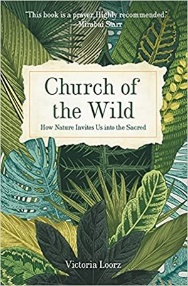 "This book is a prayer. Highly recommended."
—Mirabai Starr
Church of
the Wild
How Nature Invites Us into the Sacred
Victoria Loorz